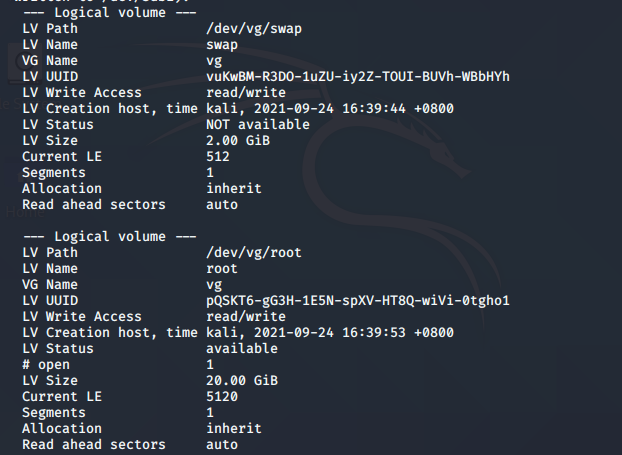 --- Logical volume ---
LV Path                /dev/vg/swap
LV Name                swap
VG Name                vg
LV UUID                vuKwBM-R3DO-1uZU-iy2Z-TOUI-BUVh-WBbHYh
LV Write Access        read/write
LV Creation host, time kali, 2021-09-24 16:39:44 +0800
LV Status              NOT available
LV Size                2.00 GiB
Current LE             512
Segments               1
Allocation             inherit
Read ahead sectors     auto
--- Logical volume ---
LV Path                /dev/vg/root
LV Name                root
VG Name                vg
LV UUID                pQSKT6-gG3H-1E5N-spXV-HT8Q-wiVi-0tgho1
LV Write Access        read/write
LV Creation host, time kali, 2021-09-24 16:39:53 +0800
LV Status              available
# open                 1
LV Size                20.00 GiB
Current LE             5120
Segments               1
Allocation             inherit
Read ahead sectors     auto